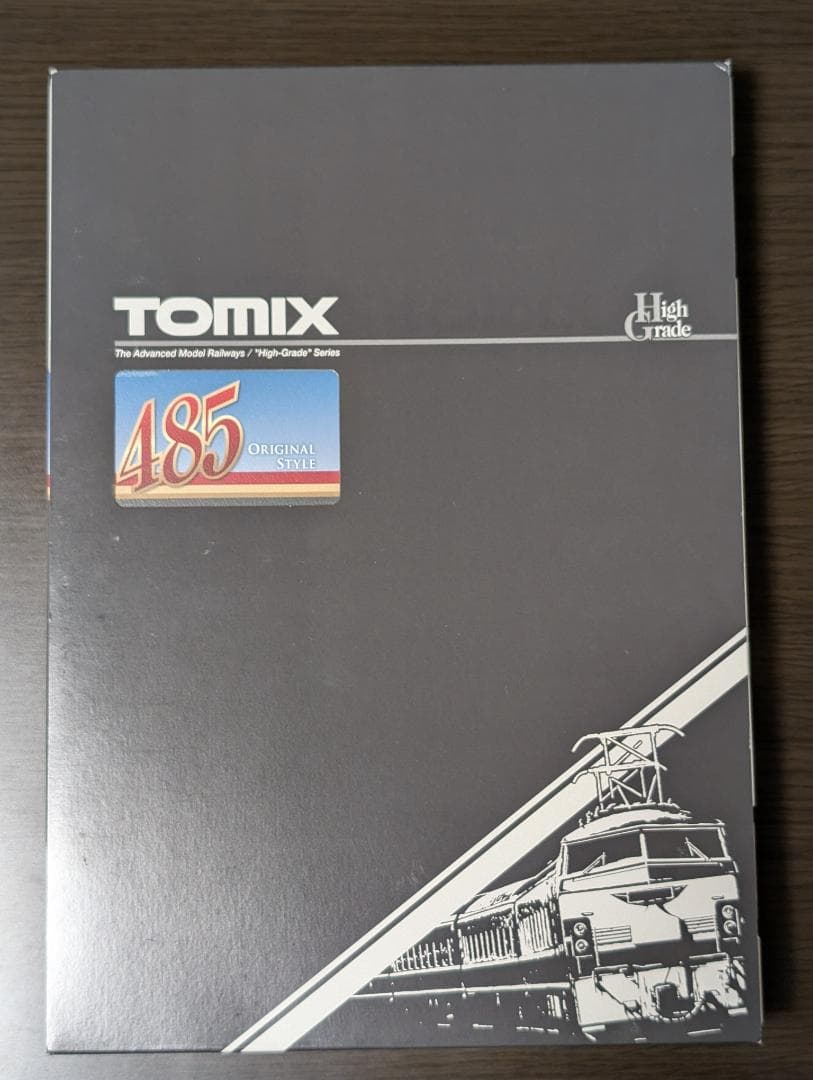 TOMIX
High
Grade
The Advanced Model Railways / "High-Grade" Series
485
ORIGINAL
STYLE